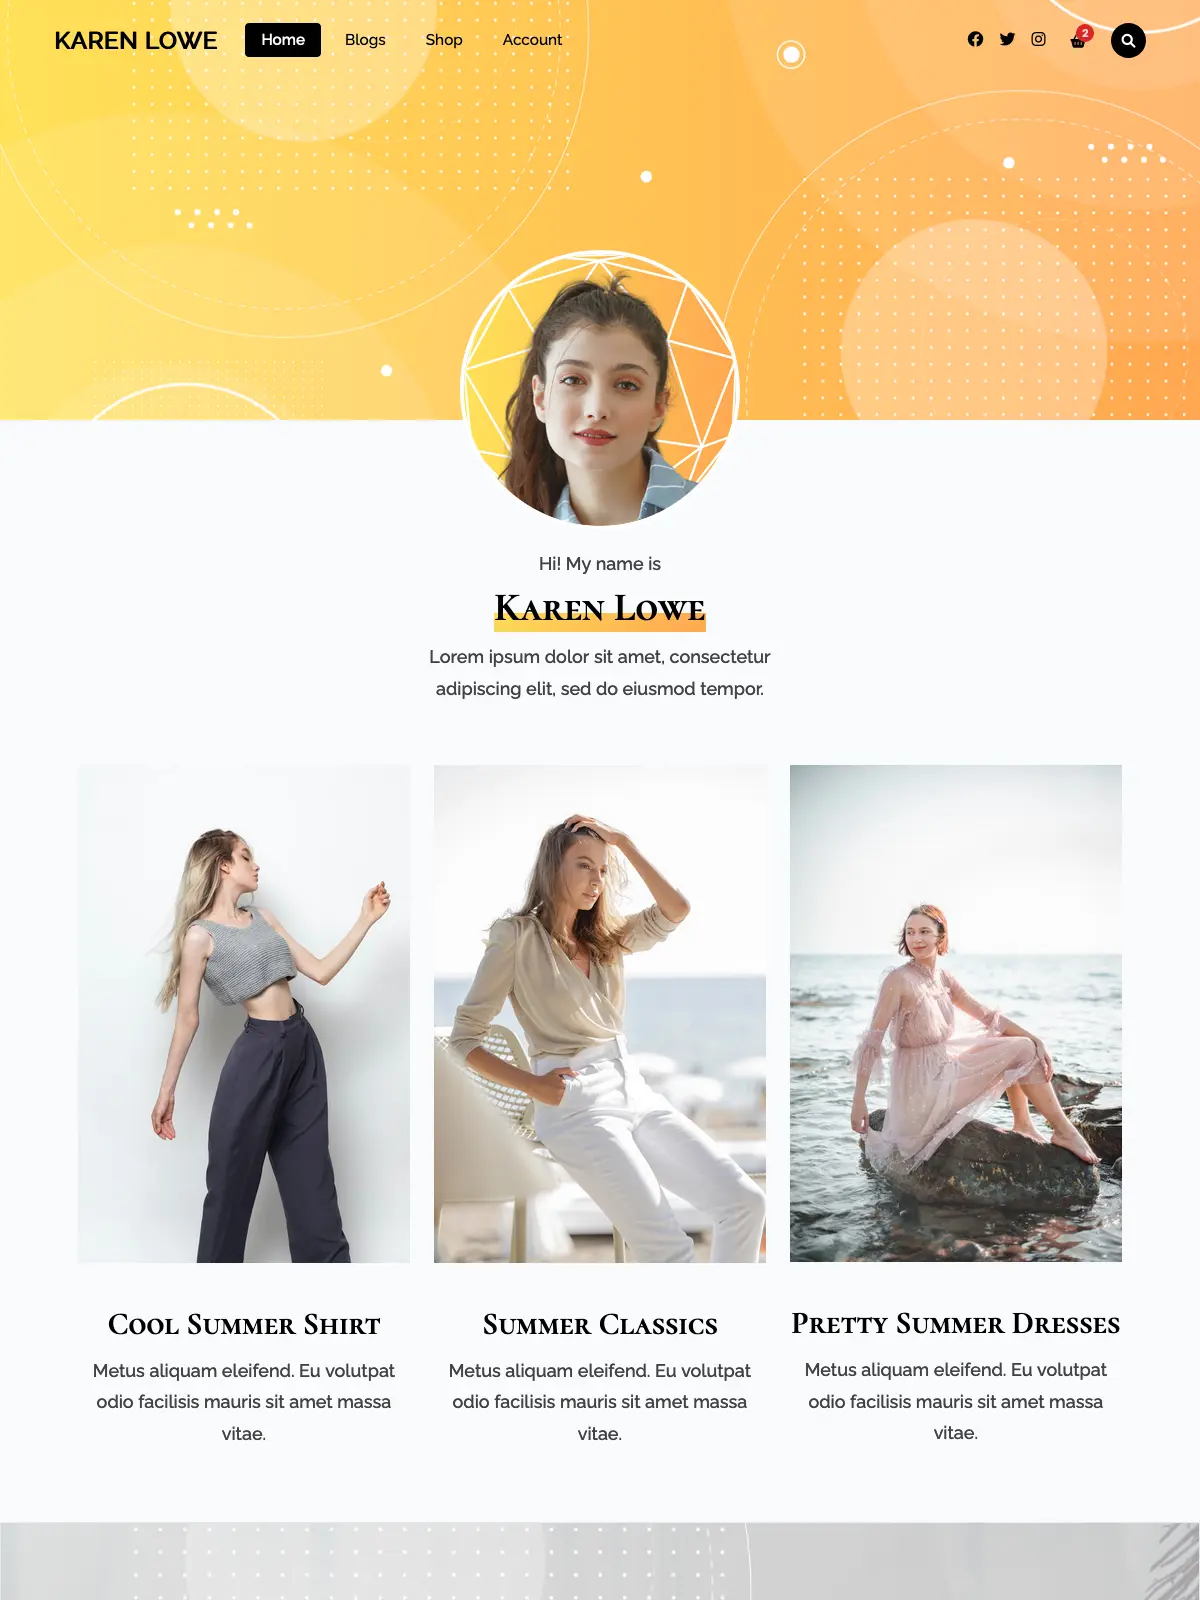 KAREN LOWE
Home
Blogs
Shop
Account
2
Hi! My name is
Karen Lowe
Lorem ipsum dolor sit amet, consectetur
adipiscing elit, sed do eiusmod tempor.
Cool Summer Shirt
Metus aliquam eleifend. Eu volutpat
odio facilisis mauris sit amet massa
vitae.
Summer Classics
Metus aliquam eleifend. Eu volutpat
odio facilisis mauris sit amet massa
vitae.
Pretty Summer Dresses
Metus aliquam eleifend. Eu volutpat
odio facilisis mauris sit amet massa
vitae.